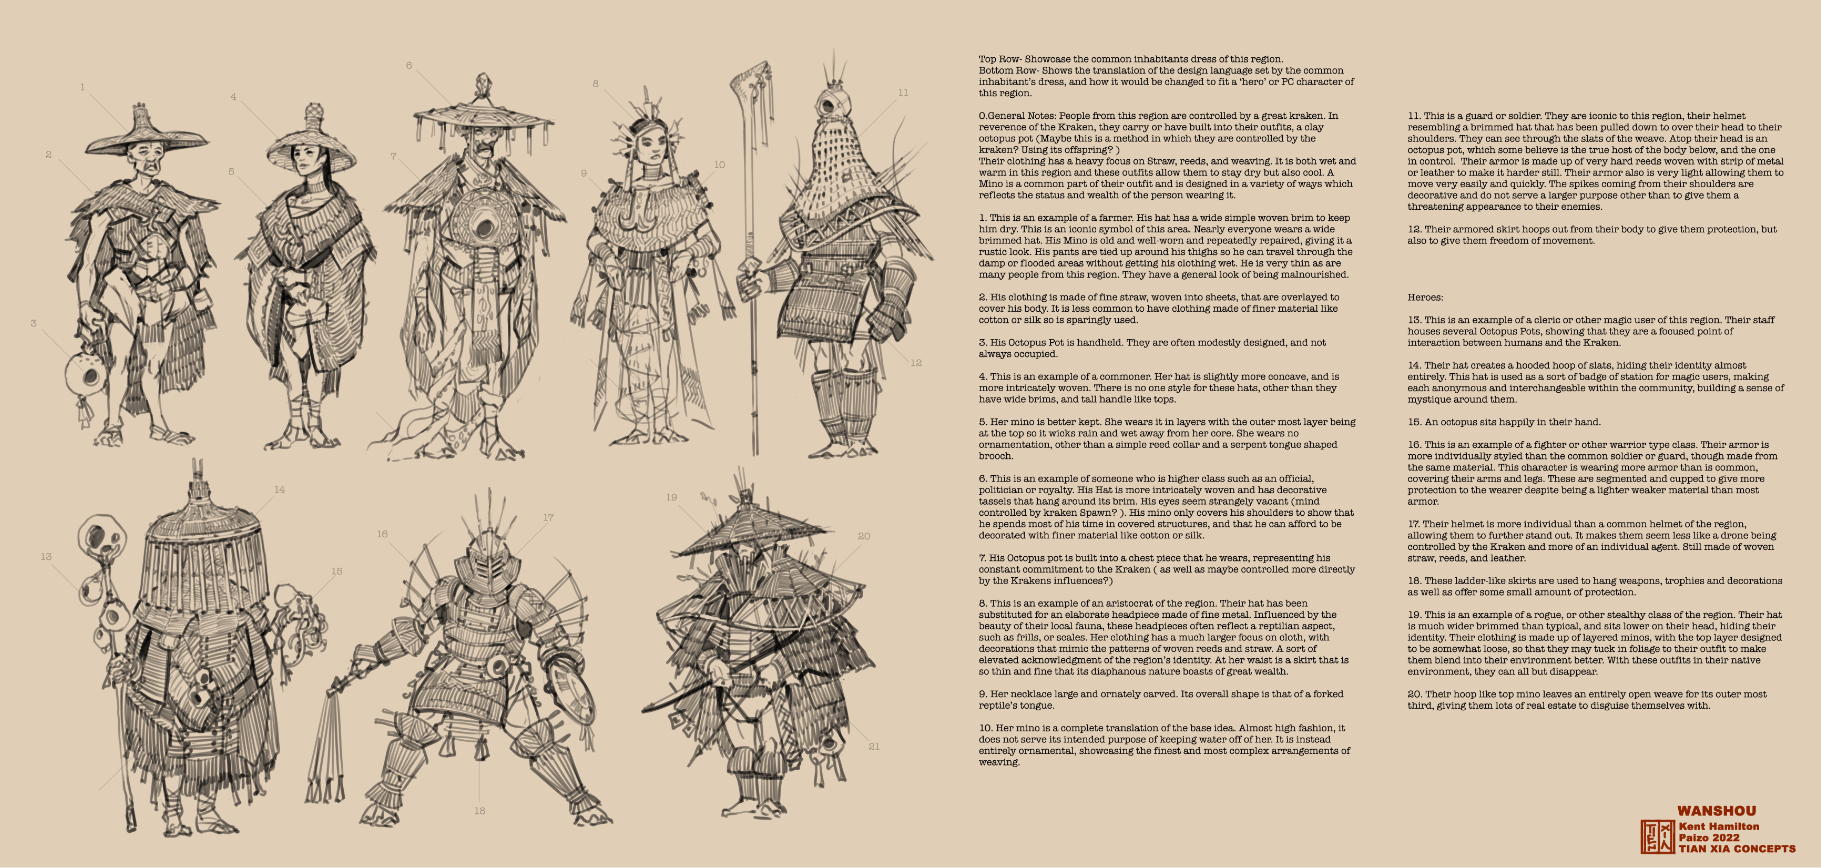 Top Row- Showcase the common inhabitants dress of this region.
Bottom Row- Shows the translation of the design language set by the common
inhabitant's dress, and how it would be changed to fit a 'hero' or PC character of
this region.
0.General Notes: People from this region are controlled by a great kraken. In
reverence of the Kraken, they carry or have built into their outfits, a clay
octopus pot (Maybe this is a method in which they are controlled by the
kraken? Using its offspring? )
Their clothing has a heavy focus on Straw, reeds, and weaving. It is both wet and
warm in this region and these outfits allow them to stay dry but also cool. A
Mino is a common part of their outfit and is designed in a variety of ways which
reflects the status and wealth of the person wearing it.
1. This is an example of a farmer. His hat has a wide simple woven brim to keep
him dry. This is an iconic symbol of this area. Nearly everyone wears a wide
brimmed hat. His Mino is old and well-worn and repeatedly repaired, giving it a
rustic look. His pants are tied up around his thighs so he can travel through the
damp or flooded areas without getting his clothing wet. He is very thin as are
many people from this region. They have a general look of being malnourished.
2. His clothing is made of fine straw, woven into sheets, that are overlayed to
cover his body. It is less common to have clothing made of finer material like
cotton or silk so is sparingly used.
3. His Octopus Pot is handheld. They are often modestly designed, and not
always occupied.
4. This is an example of a commoner. Her hat is slightly more concave, and is
more intricately woven. There is no one style for these hats, other than they
have wide brims, and tall handle like tops.
5. Her mino is better kept. She wears it in layers with the outer most layer being
at the top so it wicks rain and wet away from her core. She wears no
ornamentation, other than a simple reed collar and a serpent tongue shaped
brooch.
6. This is an example of someone who is higher class such as an official,
politician or royalty. His Hat is more intricately woven and has decorative
tassels that hang around its brim. His eyes seem strangely vacant (mind
controlled by kraken Spawn? ). His mino only covers his shoulders to show that
he spends most of his time in covered structures, and that he can afford to be
decorated with finer material like cotton or silk.
7. His Octopus pot is built into a chest piece that he wears, representing his
constant commitment to the Kraken ( as well as maybe controlled more directly
by the Krakens influences?)
8. This is an example of an aristocrat of the region. Their hat has been
substituted for an elaborate headpiece made of fine metal. Influenced by the
beauty of their local fauna, these headpieces often reflect a reptilian aspect,
such as frills, or scales. Her clothing has a much larger focus on cloth, with
decorations that mimic the patterns of woven reeds and straw. A sort of
elevated acknowledgment of the region's identity. At her waist is a skirt that is
so thin and fine that its diaphanous nature boasts of great wealth.
9. Her necklace large and ornately carved. Its overall shape is that of a forked
reptile's tongue.
10. Her mino is a complete translation of the base idea. Almost high fashion, it
does not serve its intended purpose of keeping water off of her. It is instead
entirely ornamental, showcasing the finest and most complex arrangements of
weaving.
11. This is a guard or soldier. They are iconic to this region, their helmet
resembling a brimmed hat that has been pulled down to over their head to their
shoulders. They can see through the slats of the weave. Atop their head is an
octopus pot, which some believe is the true host of the body below, and the one
in control. Their armor is made up of very hard reeds woven with strip of metal
or leather to make it harder still. Their armor also is very light allowing them to
move very easily and quickly. The spikes coming from their shoulders are
decorative and do not serve a larger purpose other than to give them a
threatening appearance to their enemies.
12. Their armored skirt hoops out from their body to give them protection, but
also to give them freedom of movement.
Heroes:
13. This is an example of a cleric or other magic user of this region. Their staff
houses several Octopus Pots, showing that they are a focused point of
interaction between humans and the Kraken.
14. Their hat creates a hooded hoop of slats, hiding their identity almost
entirely. This hat is used as a sort of badge of station for magic users, making
each anonymous and interchangeable within the community, building a sense of
mystique around them.
15. An octopus sits happily in their hand.
16. This is an example of a fighter or other warrior type class. Their armor is
more individually styled than the common soldier or guard, though made from
the same material. This character is wearing more armor than is common,
covering their arms and legs. These are segmented and cupped to give more
protection to the wearer despite being a lighter weaker material than most
armor.
17. Their helmet is more individual than a common helmet of the region,
allowing them to further stand out. It makes them seem less like a drone being
controlled by the Kraken and more of an individual agent. Still made of woven
straw, reeds, and leather.
18. These ladder-like skirts are used to hang weapons, trophies and decorations
as well as offer some small amount of protection.
19. This is an example of a rogue, or other stealthy class of the region. Their hat
is much wider brimmed than typical, and sits lower on their head, hiding their
identity. Their clothing is made up of layered minos, with the top layer designed
to be somewhat loose, so that they may tuck in foliage to their outfit to make
them blend into their environment better. With these outfits in their native
environment, they can all but disappear.
20. Their hoop like top mino leaves an entirely open weave for its outer most
third, giving them lots of real estate to disguise themselves with.
1
2
3
4
5
6
7
8
9
10
11
12
13
14
15
16
17
18
19
20
21
WANSHOU
TIEN XIA
Kent Hamilton
Paizo 2022
TIAN XIA CONCEPTS